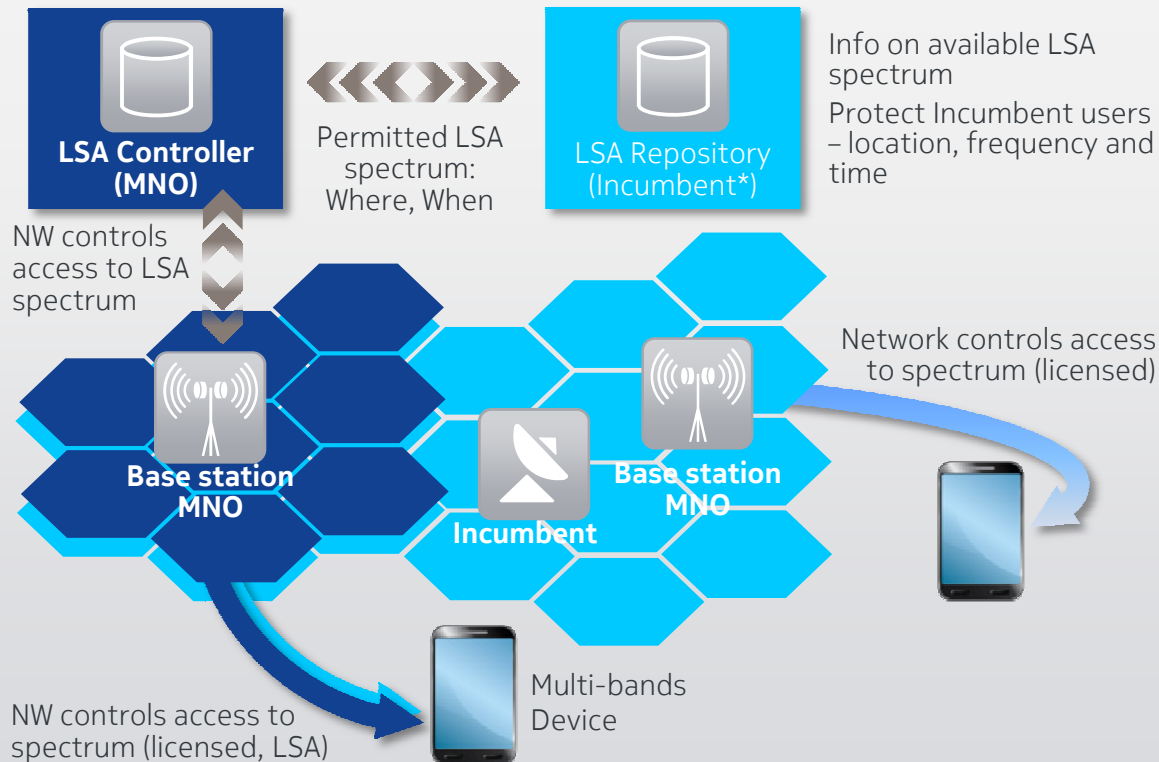 LSA Controller
(MNO)
Permitted LSA
spectrum:
Where, When
LSA Repository
(Incumbent*)
Info on available LSA
spectrum
Protect Incumbent users
– location, frequency and
time
NW controls
access to LSA
spectrum
Base station
MNO
Incumbent
Base station
MNO
Network controls access
to spectrum (licensed)
NW controls access to
spectrum (licensed, LSA)
Multi-bands
Device